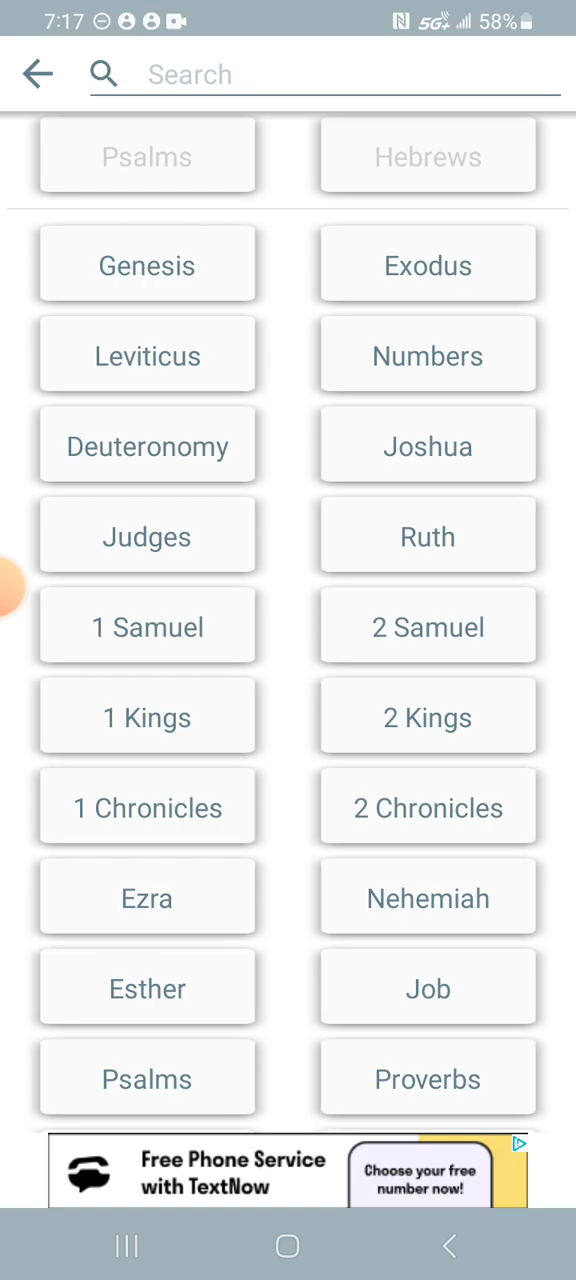 7:17 5G+ 58%
Search
Psalms Hebrews
Genesis Exodus
Leviticus Numbers
Deuteronomy Joshua
Judges Ruth
1 Samuel 2 Samuel
1 Kings 2 Kings
1 Chronicles 2 Chronicles
Ezra Nehemiah
Esther Job
Psalms Proverbs
Free Phone Service
with TextNow
Choose your free
number now!